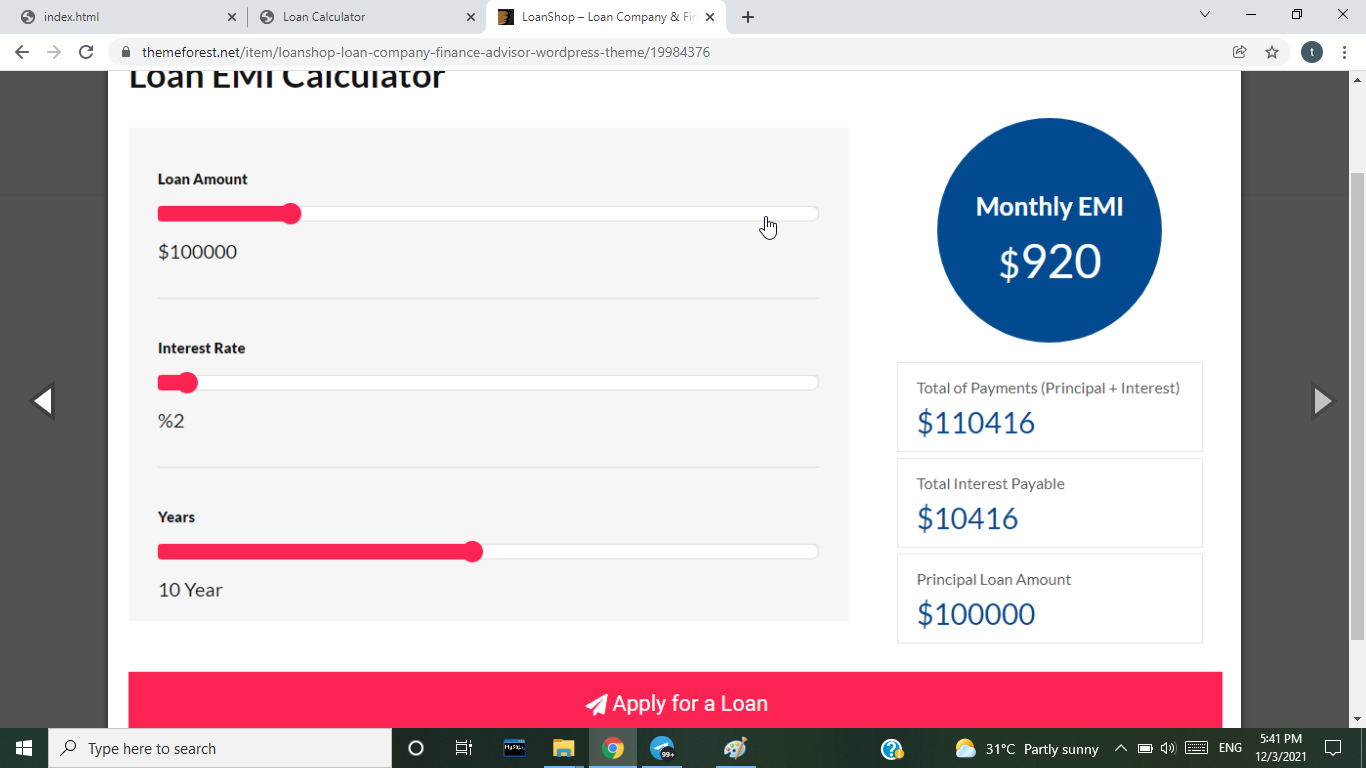 index.html
Loan Calculator
LoanShop – Loan Company & Fin
themeforest.net/item/loanshop-loan-company-finance-advisor-wordpress-theme/19984376
t
Loan EMI Calculator
Loan Amount
$100000
Interest Rate
%2
Years
10 Year
Monthly EMI
$920
Total of Payments (Principal + Interest)
$110416
Total Interest Payable
$10416
Principal Loan Amount
$100000
Apply for a Loan
Type here to search
MySQL
99+
31°C Partly sunny
ENG
5:41 PM
12/3/2021